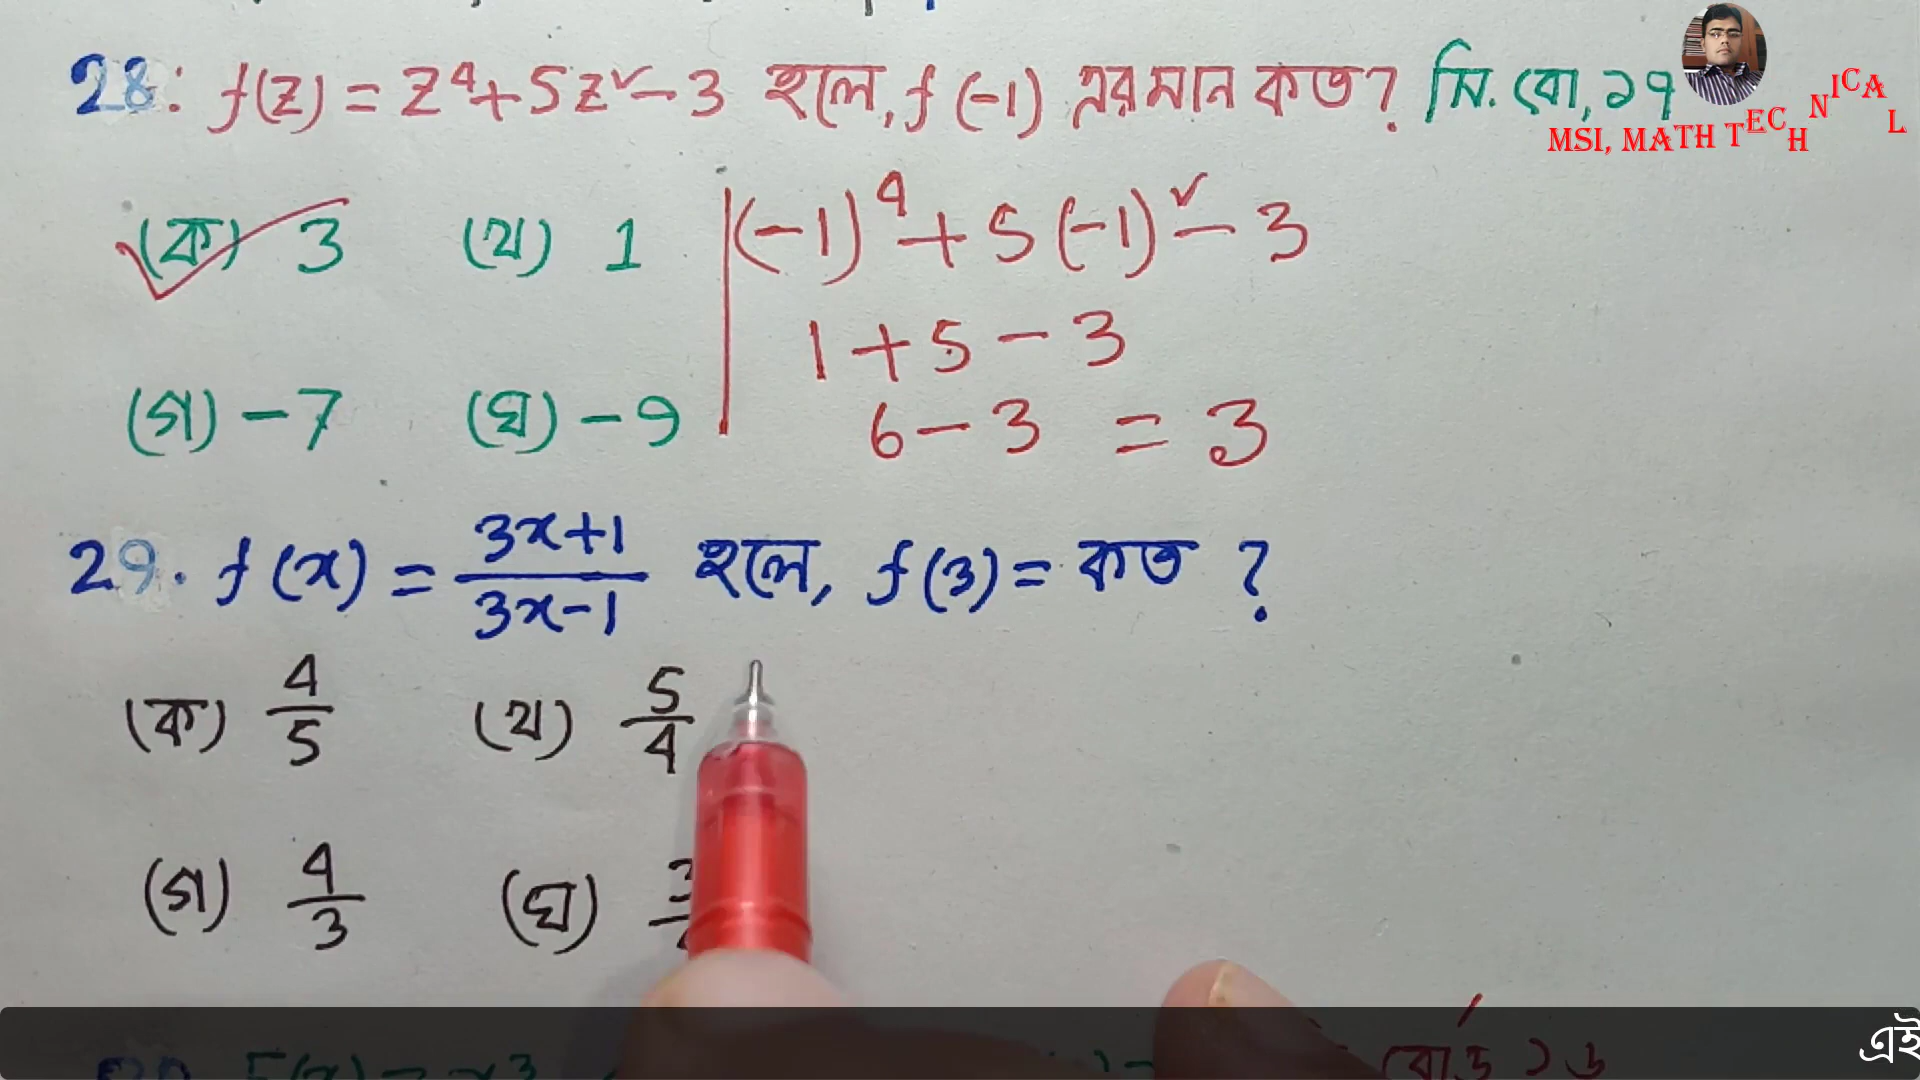 28: f(z) = z⁴+5z²-3 হলে, f(-1) এর মান কত? সি. বো, ১৭
MSI, MATH TECHNICAL
(ক) 3 (খ) 1
(-1)⁴+5(-1)²-3
1+5-3
(গ) -7 (ঘ) -9
6-3 = 3
29. f(x) = (3x+1)/(3x-1) হলে, f(3) = কত ?
(ক) 4/5 (খ) 5/4
(গ) 4/3 (ঘ) 3
এই